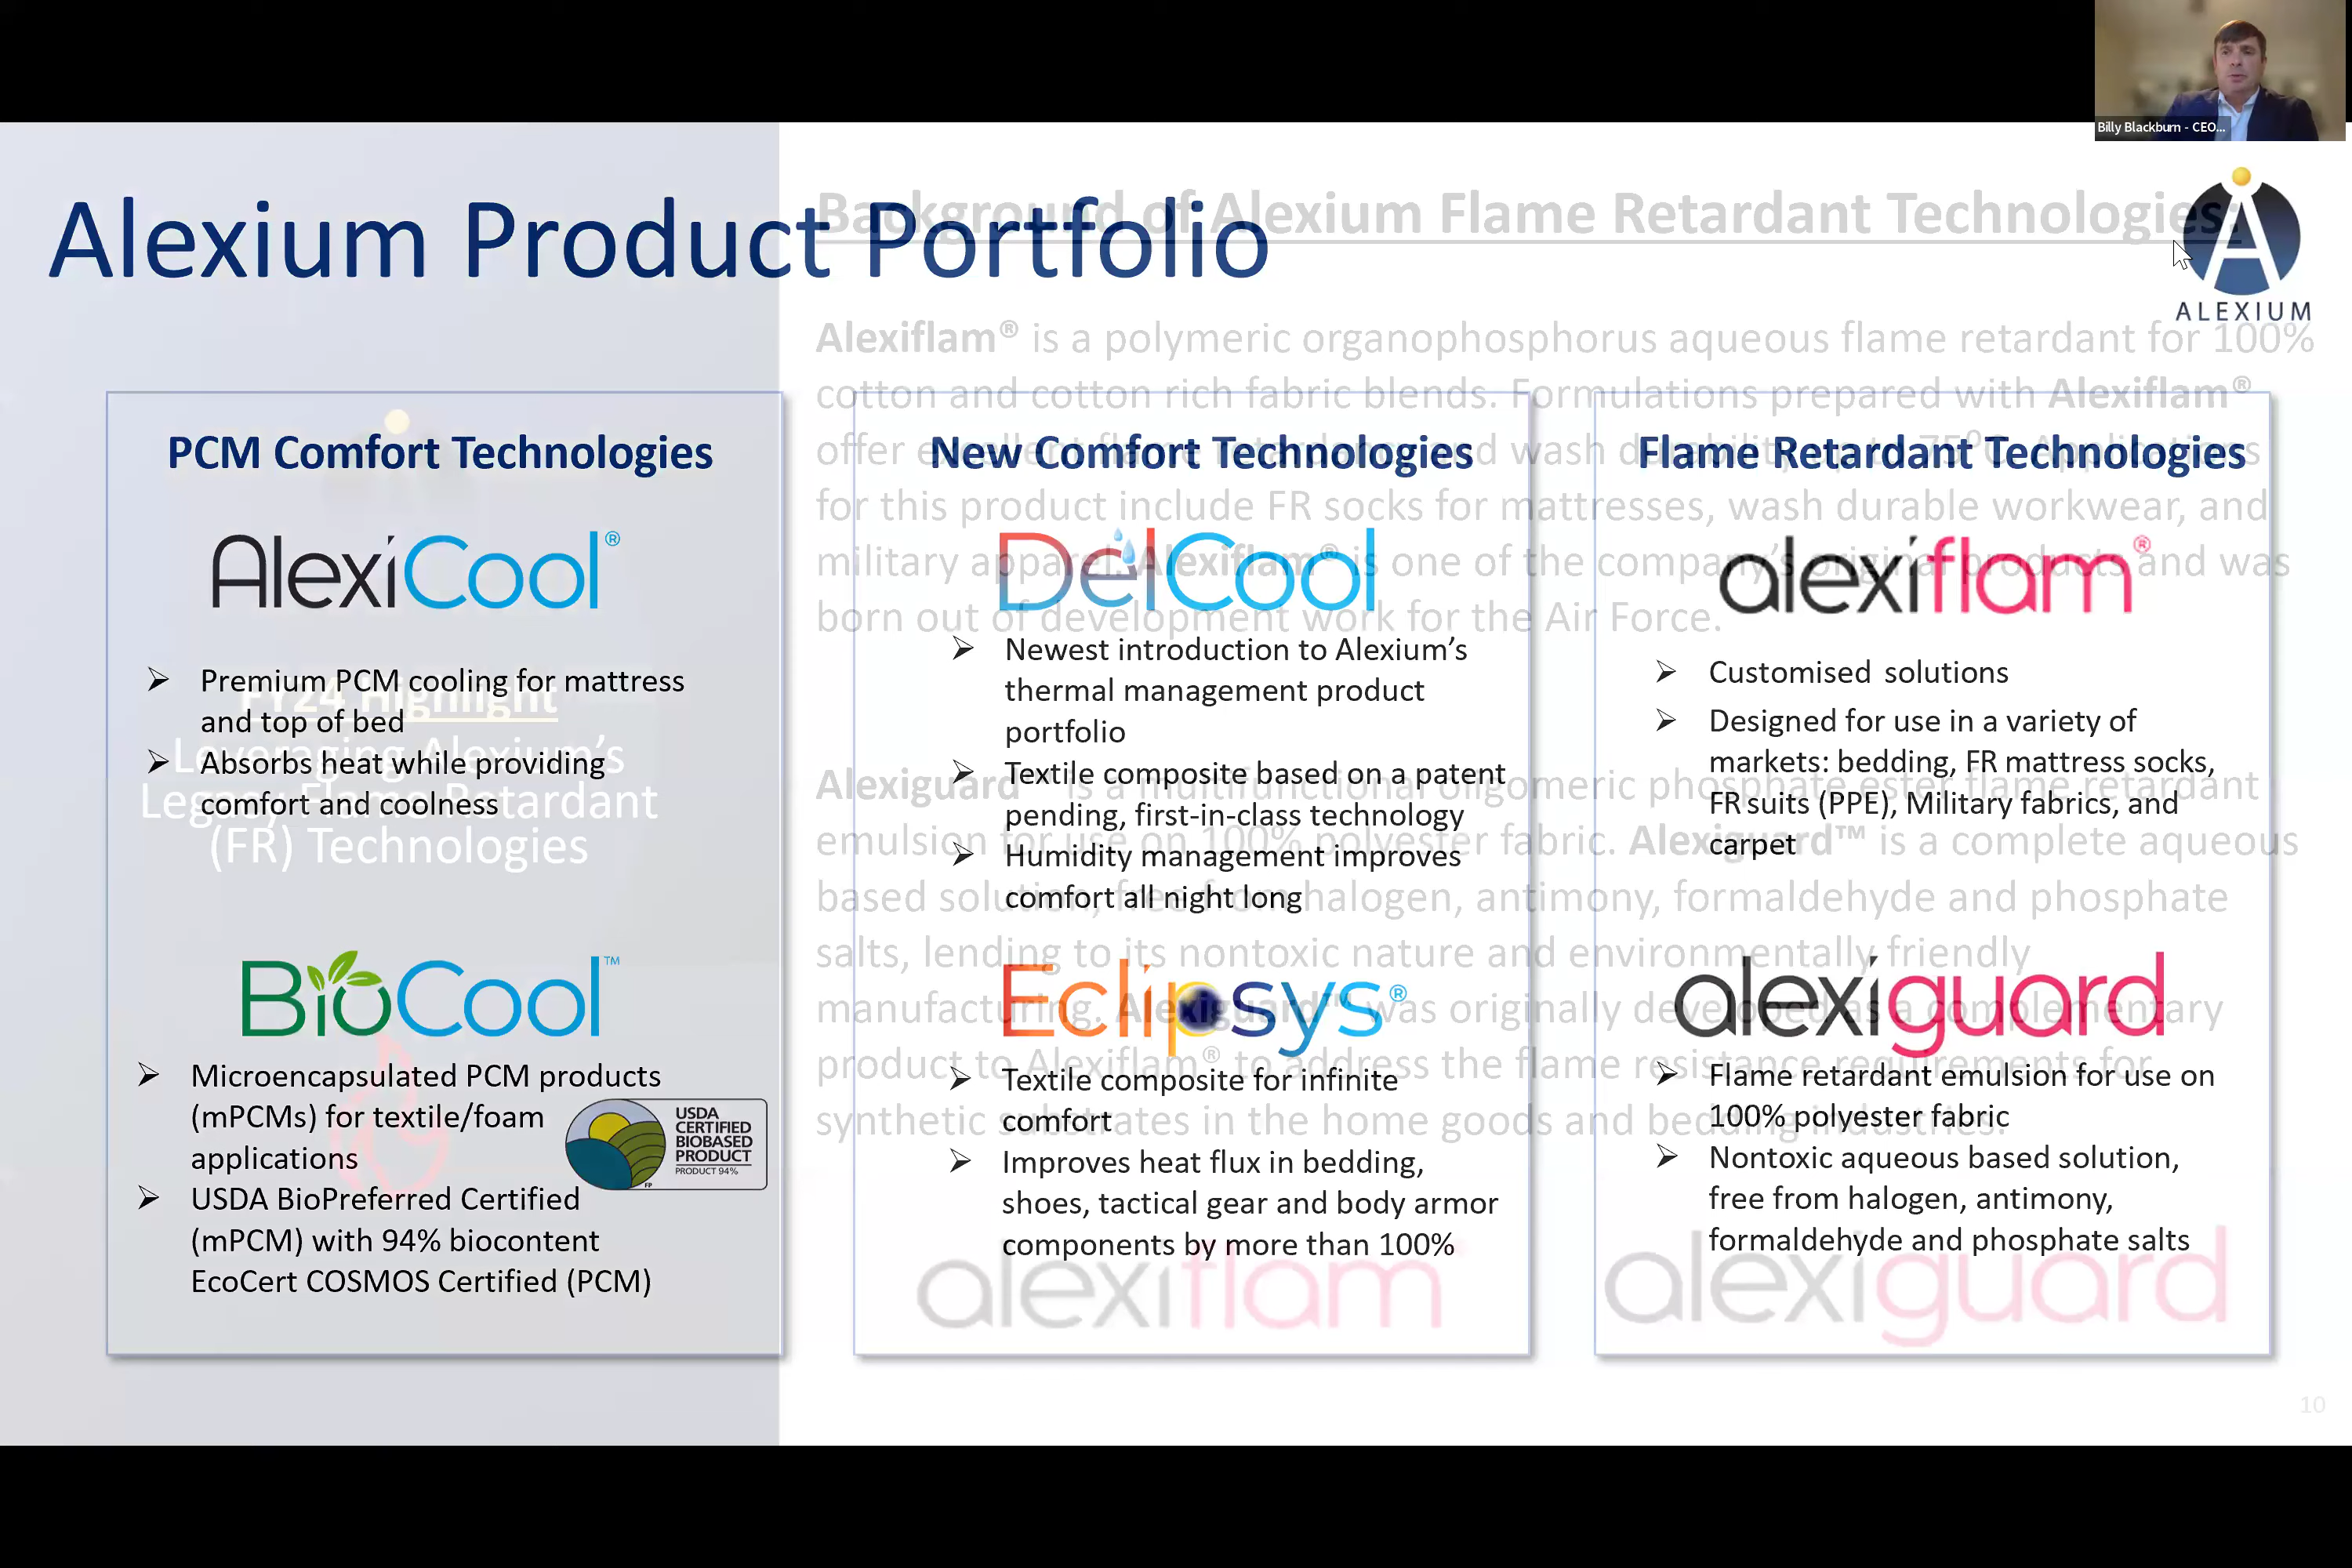 Billy Blackburn - CEO...
Alexium Product Portfolio
ALEXIUM
PCM Comfort Technologies
AlexiCool®
➢ Premium PCM cooling for mattress
and top of bed
➢ Absorbs heat while providing
comfort and coolness
BioCool™
➢ Microencapsulated PCM products
(mPCMs) for textile/foam
applications
➢ USDA BioPreferred Certified
(mPCM) with 94% biocontent
EcoCert COSMOS Certified (PCM)
USDA
CERTIFIED
BIOBASED
PRODUCT
PRODUCT 94%
FP
New Comfort Technologies
DelCool
➢ Newest introduction to Alexium’s
thermal management product
portfolio
➢ Textile composite based on a patent
pending, first-in-class technology
➢ Humidity management improves
comfort all night long
Eclipsys®
➢ Textile composite for infinite
comfort
➢ Improves heat flux in bedding,
shoes, tactical gear and body armor
components by more than 100%
Flame Retardant Technologies
alexiflam®
➢ Customised solutions
➢ Designed for use in a variety of
markets: bedding, FR mattress socks,
FR suits (PPE), Military fabrics, and
carpet
alexiguard
➢ Flame retardant emulsion for use on
100% polyester fabric
➢ Nontoxic aqueous based solution,
free from halogen, antimony,
formaldehyde and phosphate salts
FY24 Highlight
Leveraging Alexium’s
Legacy Flame Retardant
(FR) Technologies
Background of Alexium Flame Retardant Technologies:
Alexiflam® is a polymeric organophosphorus aqueous flame retardant for 100%
cotton and cotton rich fabric blends. Formulations prepared with Alexiflam®
offer excellent flame retardancy and wash durability up to 75°C. Applications
for this product include FR socks for mattresses, wash durable workwear, and
military apparel. Alexiflam® is one of the company’s original products and was
born out of development work for the Air Force.
Alexiguard™ is a multifunctional oligomeric phosphate ester flame retardant
emulsion for use on 100% polyester fabric. Alexiguard™ is a complete aqueous
based solution, free from halogen, antimony, formaldehyde and phosphate
salts, lending to its nontoxic nature and environmentally friendly
manufacturing. Alexiguard™ was originally developed as a complementary
product to Alexiflam® to address the flame resistance requirements for
synthetic substrates in the home goods and bedding industries.
alexiflam
alexiguard
10